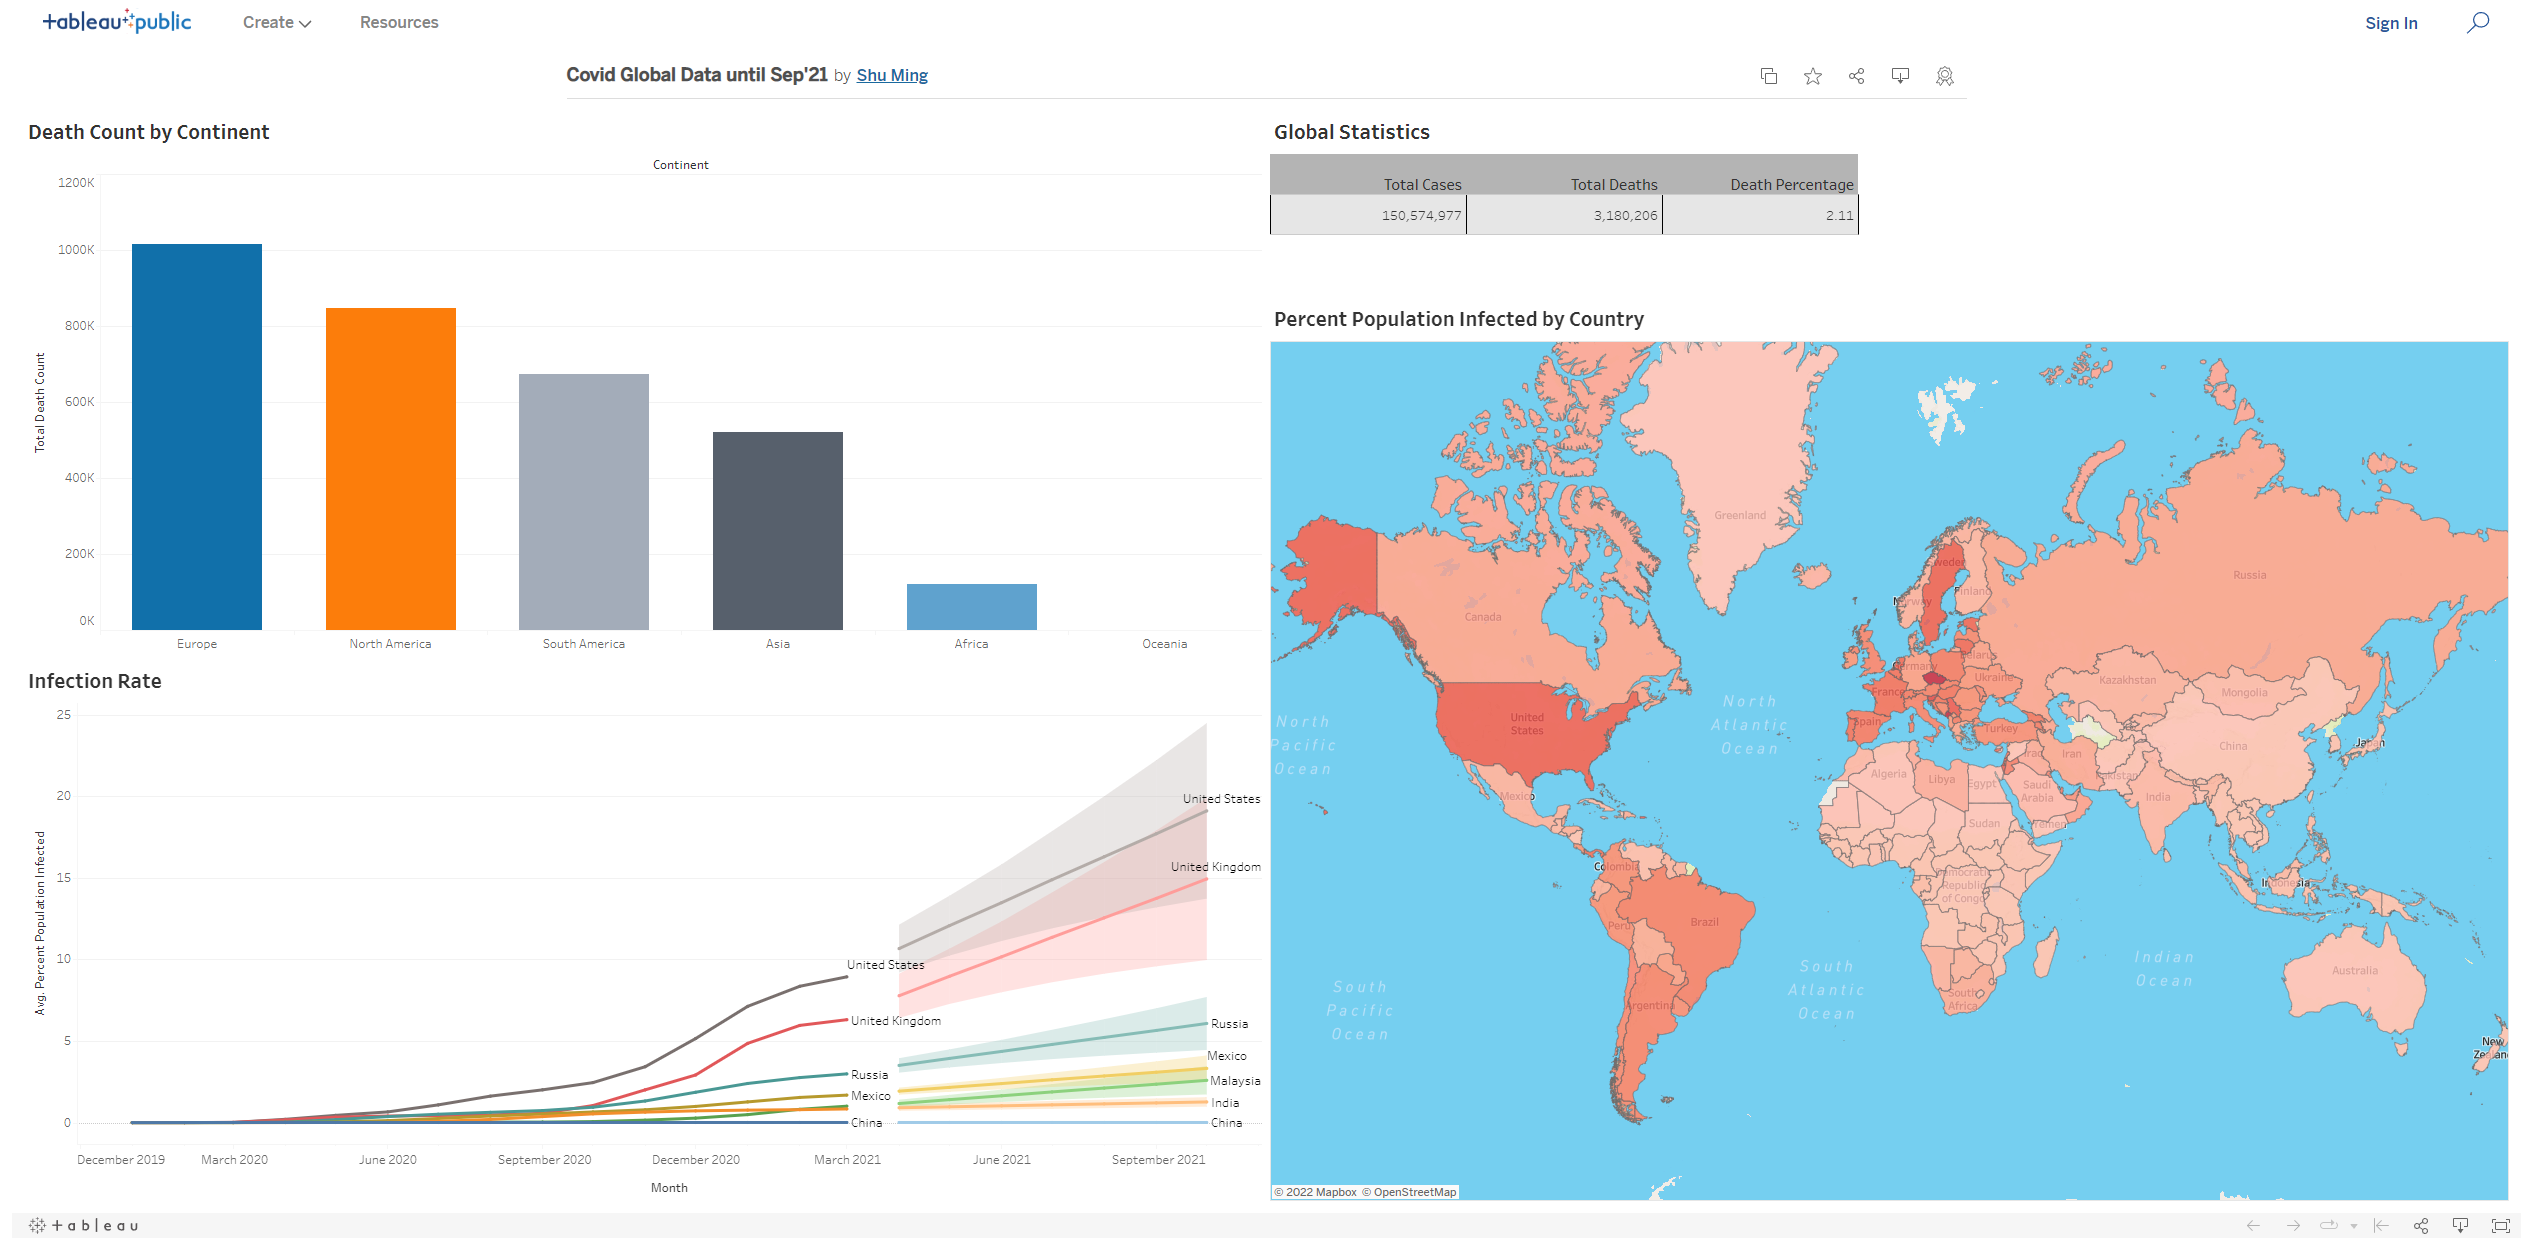 +ableau public
Create
Resources
Sign In
Covid Global Data until Sep'21 by Shu Ming
Death Count by Continent
Continent
1200K
1000K
800K
600K
400K
200K
0K
Total Death Count
Europe
North America
South America
Asia
Africa
Oceania
Infection Rate
25
20
15
10
5
0
Avg. Percent Population Infected
United States
United Kingdom
Russia
Mexico
China
United States
United Kingdom
Russia
Mexico
Malaysia
India
China
December 2019
March 2020
June 2020
September 2020
December 2020
March 2021
June 2021
September 2021
Month
Global Statistics
Total Cases
Total Deaths
Death Percentage
150,574,977
3,180,206
2.11
Percent Population Infected by Country
Greenland
Canada
United
States
Mexico
Colombia
Peru
Brazil
Argentina
North
Pacific
Ocean
North
Atlantic
Ocean
South
Pacific
Ocean
South
Atlantic
Ocean
Indian
Ocean
Norway
Finland
Russia
Germany
Belarus
Ukraine
France
Spain
Turkey
Kazakhstan
Mongolia
China
Japan
Iraq
Iran
Pakistan
India
Algeria
Libya
Egypt
Saudi
Arabia
Sudan
Yemen
Democratic
Republic
of Congo
South
Africa
Indonesia
Australia
New
Zealand
© 2022 Mapbox © OpenStreetMap
+ableau